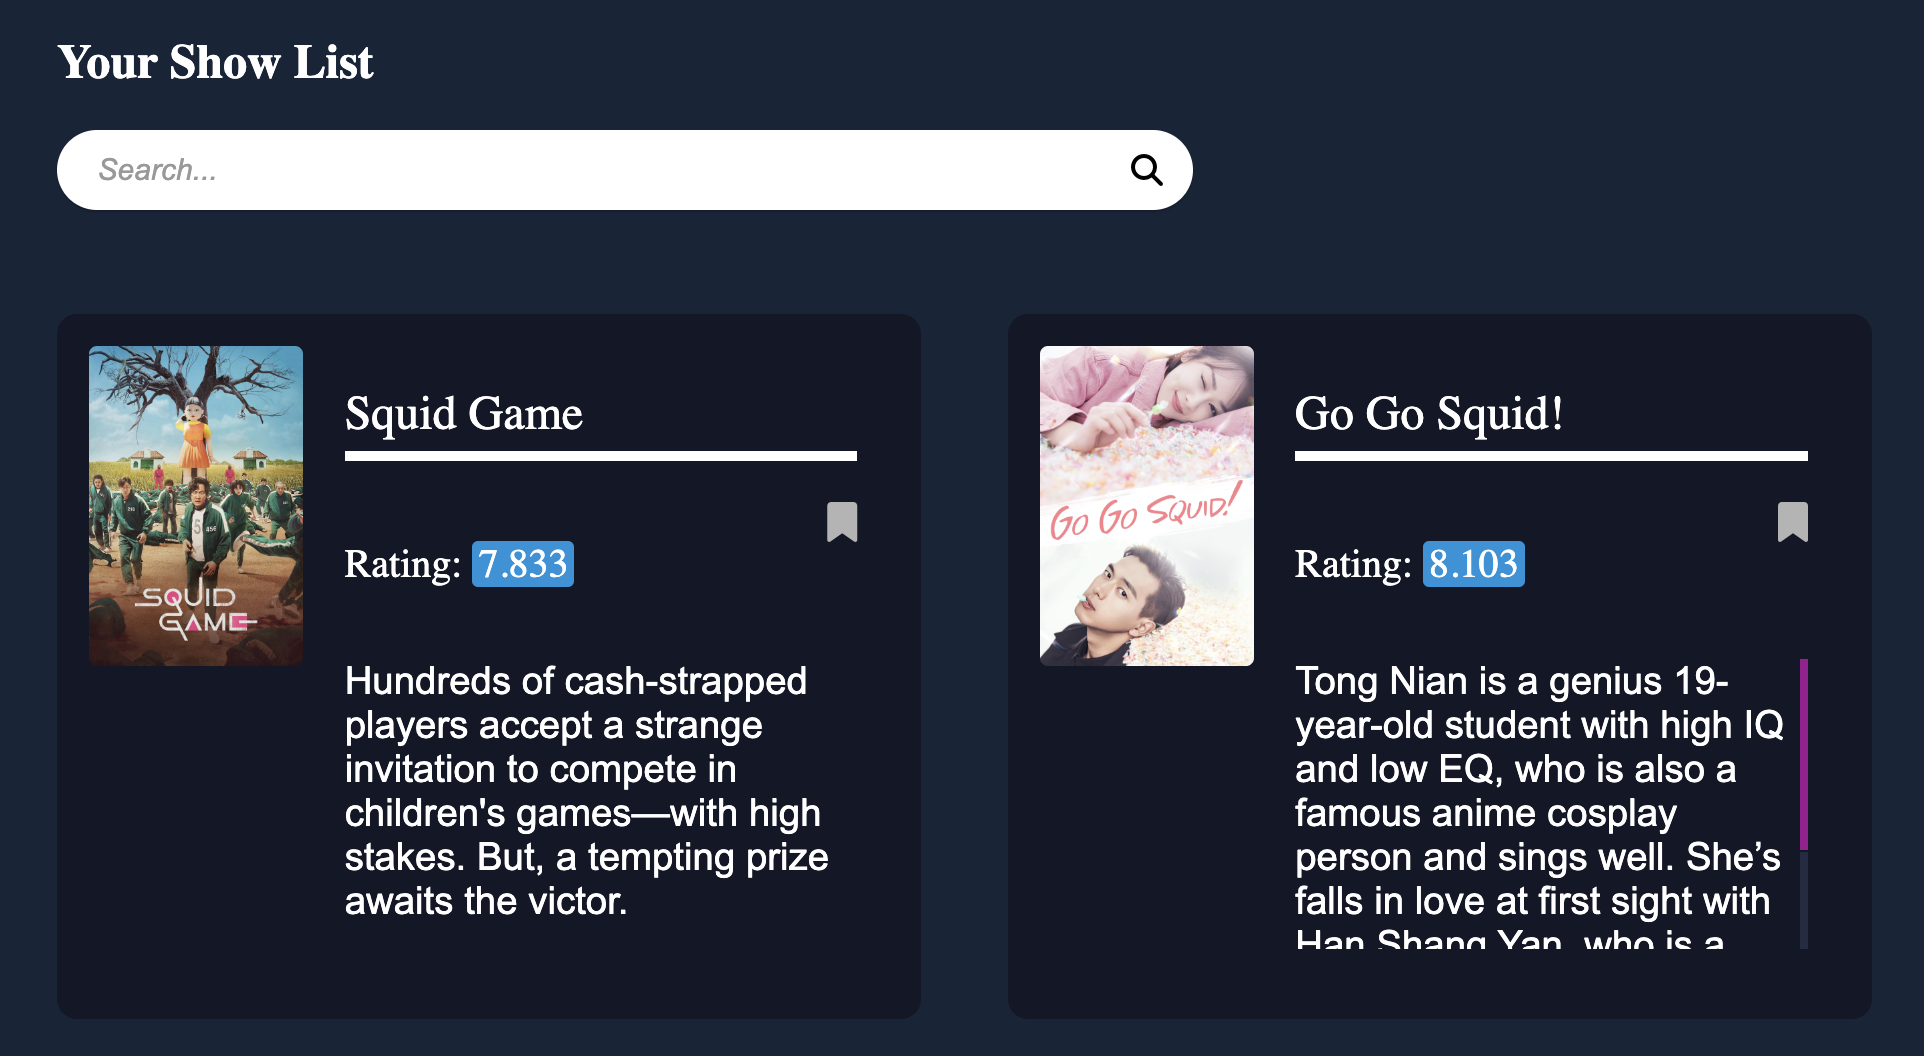 Your Show List
Search...
Squid Game
Rating: 7.833
Hundreds of cash-strapped
players accept a strange
invitation to compete in
children's games—with high
stakes. But, a tempting prize
awaits the victor.
SQUID
GAME
456
Go Go Squid!
Rating: 8.103
Tong Nian is a genius 19-
year-old student with high IQ
and low EQ, who is also a
famous anime cosplay
person and sings well. She’s
falls in love at first sight with
Han Shang Yan, who is a
GO GO SQUID!